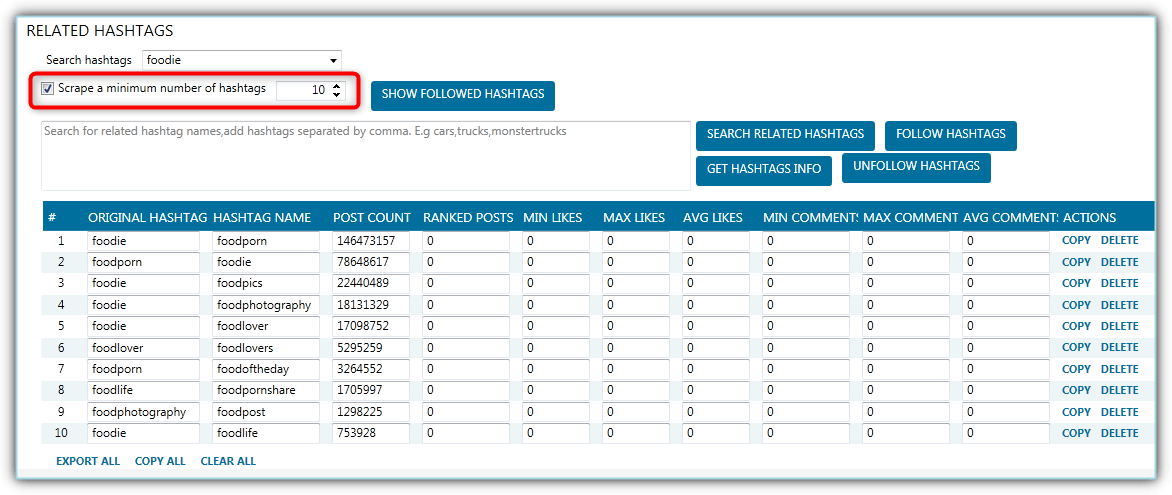 RELATED HASHTAGS
Search hashtags foodie
Scrape a minimum number of hashtags 10 SHOW FOLLOWED HASHTAGS
Search for related hashtag names,add hashtags separated by comma. E.g cars,trucks,monstertrucks
SEARCH RELATED HASHTAGS FOLLOW HASHTAGS
GET HASHTAGS INFO UNFOLLOW HASHTAGS
# ORIGINAL HASHTAG HASHTAG NAME POST COUNT RANKED POSTS MIN LIKES MAX LIKES AVG LIKES MIN COMMENTS MAX COMMENT AVG COMMENTS ACTIONS
1 foodie foodporn 146473157 0 0 0 0 0 0 0 COPY DELETE
2 foodporn foodie 78648617 0 0 0 0 0 0 0 COPY DELETE
3 foodie foodpics 22440489 0 0 0 0 0 0 0 COPY DELETE
4 foodie foodphotography 18131329 0 0 0 0 0 0 0 COPY DELETE
5 foodie foodlover 17098752 0 0 0 0 0 0 0 COPY DELETE
6 foodlover foodlovers 5295259 0 0 0 0 0 0 0 COPY DELETE
7 foodporn foodoftheday 3264552 0 0 0 0 0 0 0 COPY DELETE
8 foodlife foodpornshare 1705997 0 0 0 0 0 0 0 COPY DELETE
9 foodphotography foodpost 1298225 0 0 0 0 0 0 0 COPY DELETE
10 foodie foodlife 753928 0 0 0 0 0 0 0 COPY DELETE
EXPORT ALL COPY ALL CLEAR ALL